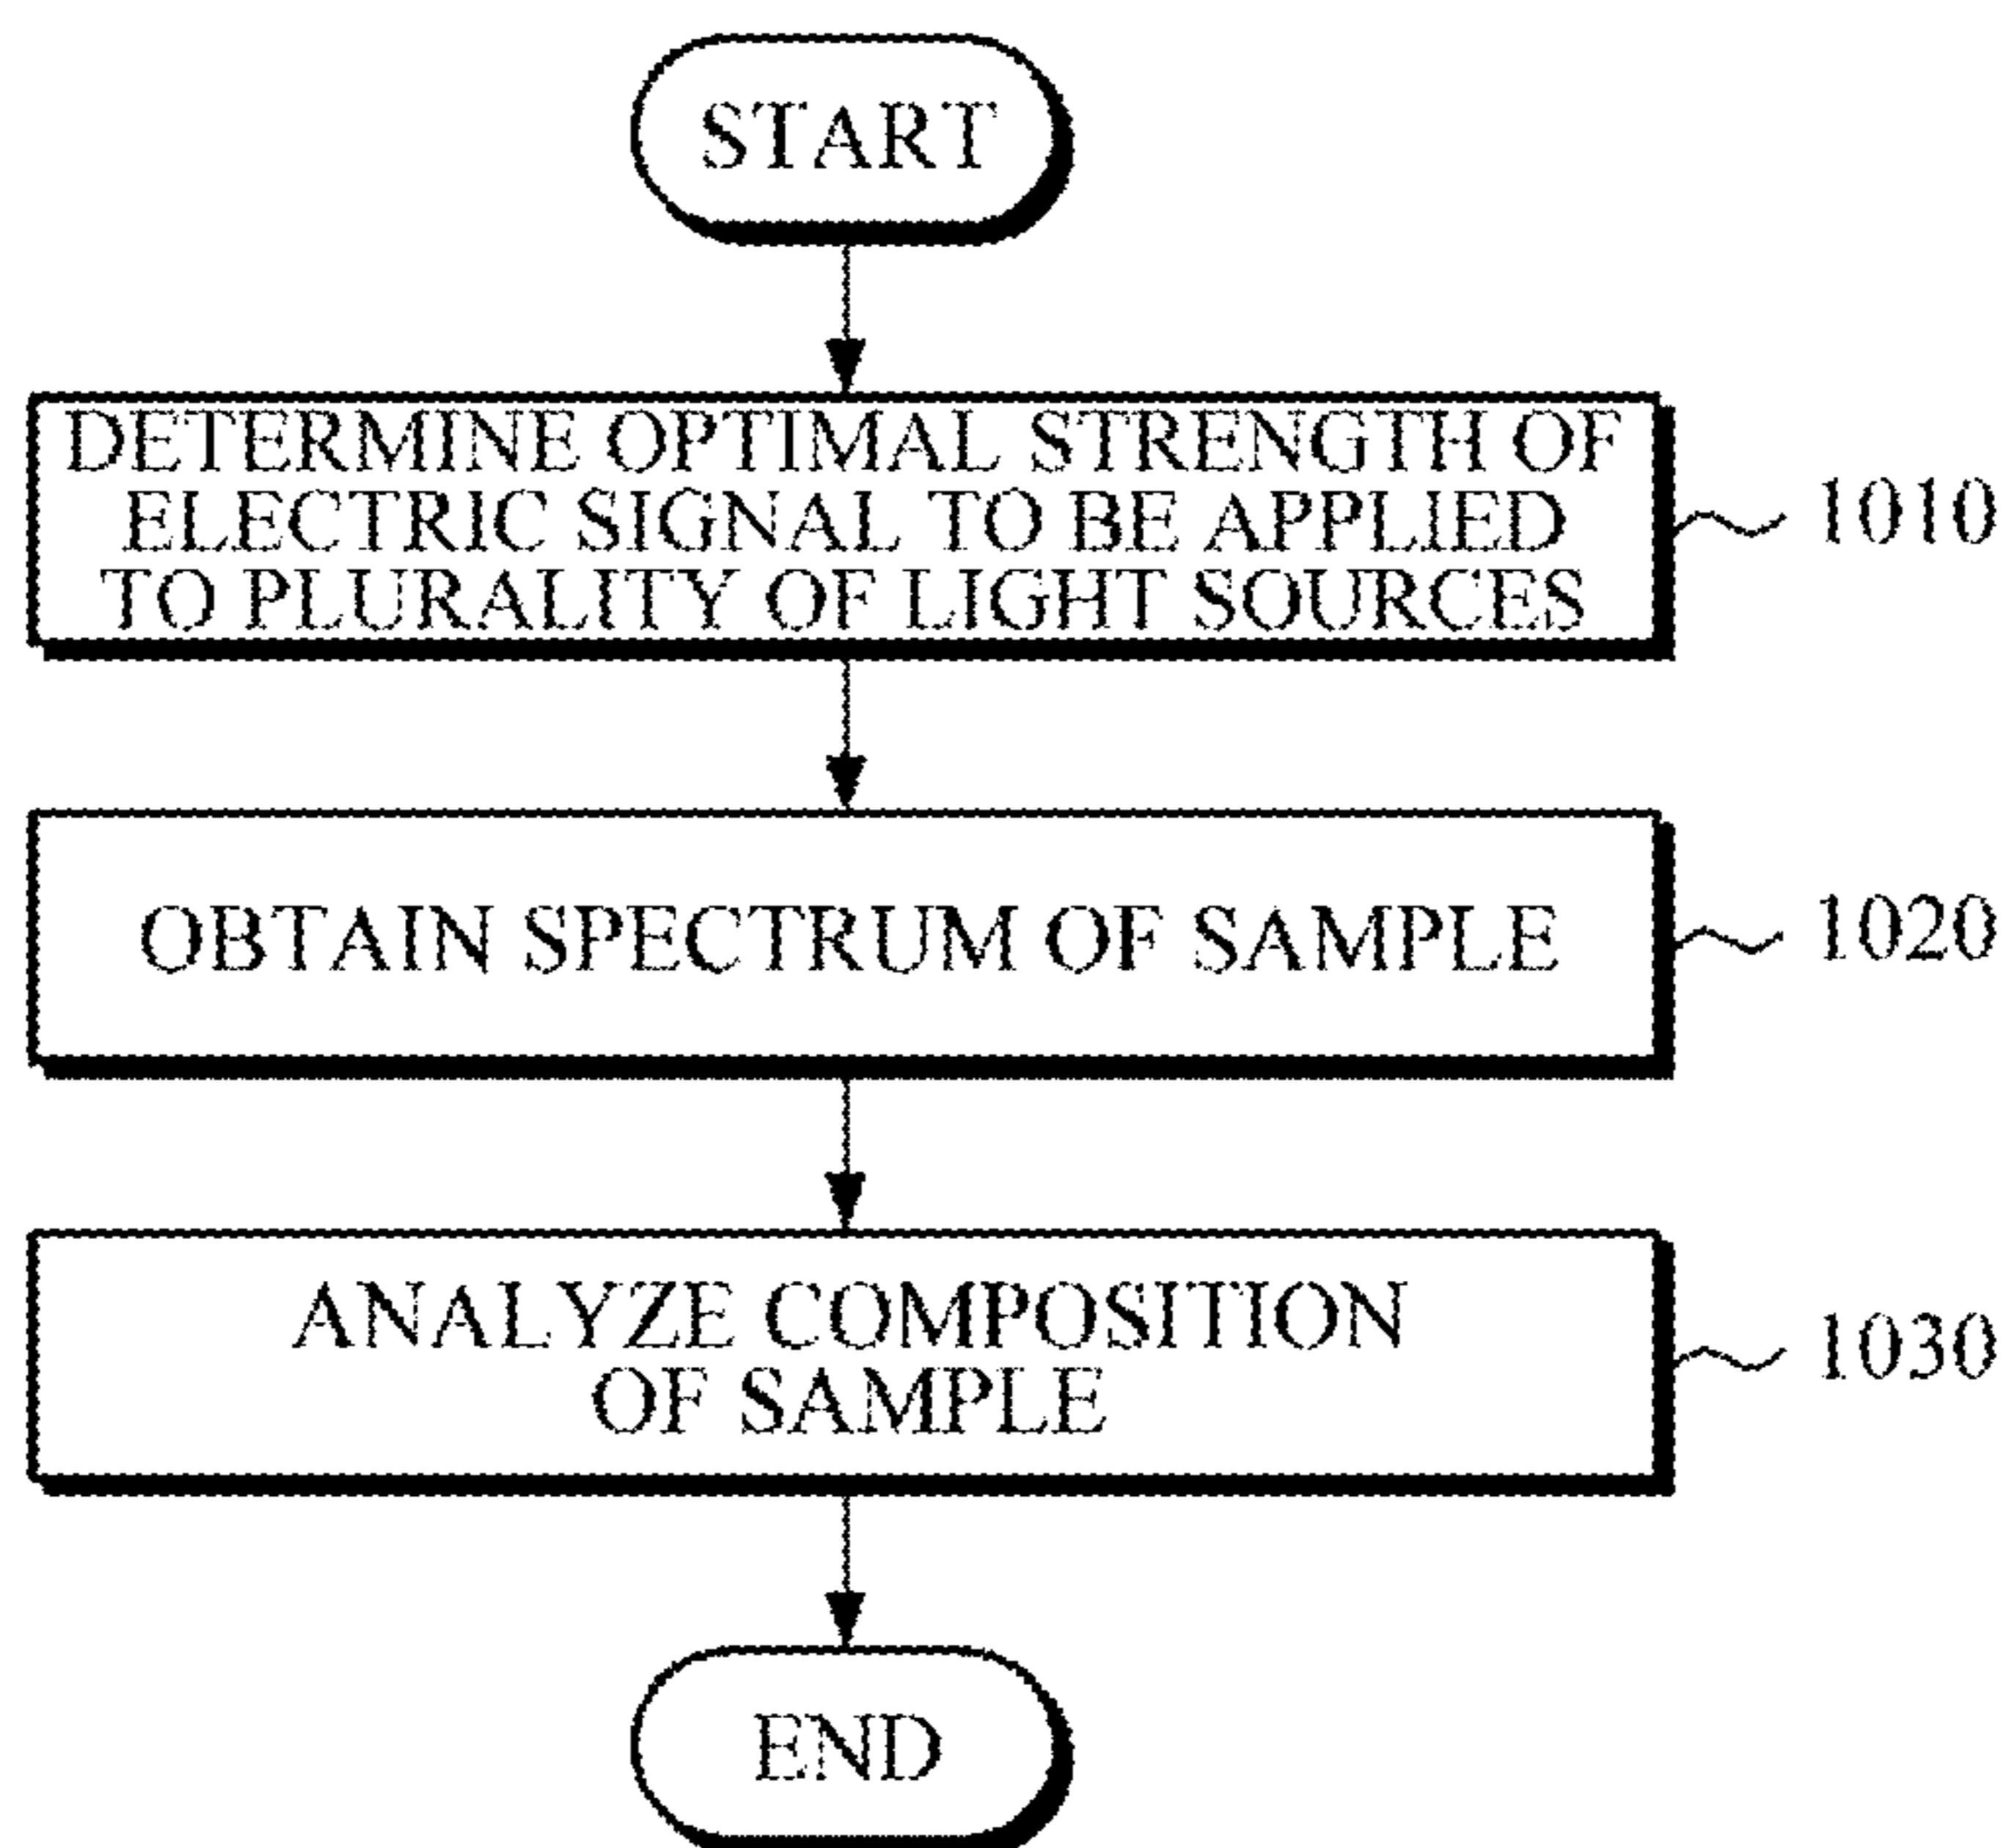 START
DETERMINE OPTIMAL STRENGTH OF
ELECTRIC SIGNAL TO BE APPLIED
TO PLURALITY OF LIGHT SOURCES
1010
OBTAIN SPECTRUM OF SAMPLE
1020
ANALYZE COMPOSITION
OF SAMPLE
1030
END